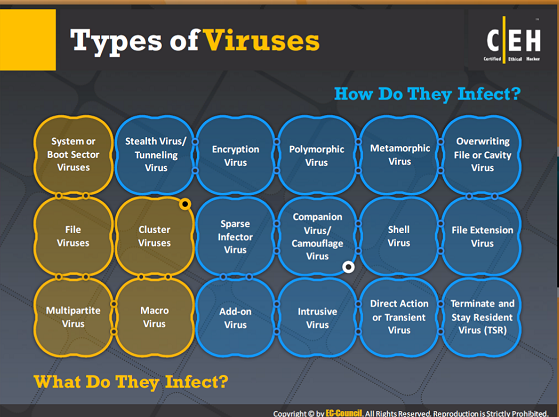 Types of Viruses
C|EH
Certified Ethical Hacker
How Do They Infect?
System or
Boot Sector
Viruses
Stealth Virus/
Tunneling
Virus
Encryption
Virus
Polymorphic
Virus
Metamorphic
Virus
Overwriting
File or Cavity
Virus
File
Viruses
Cluster
Viruses
Sparse
Infector
Virus
Companion
Virus/
Camouflage
Virus
Shell
Virus
File Extension
Virus
Multipartite
Virus
Macro
Virus
Add-on
Virus
Intrusive
Virus
Direct Action
or Transient
Virus
Terminate and
Stay Resident
Virus (TSR)
What Do They Infect?
Copyright © by EC-Council. All Rights Reserved. Reproduction is Strictly Prohibited.